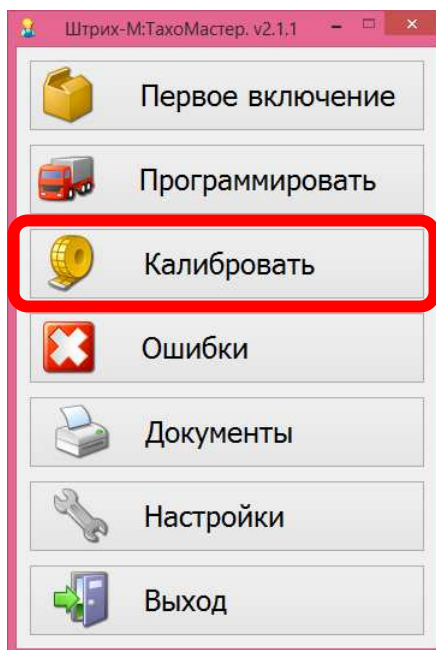 Штрих-М:ТахоМастер. v2.1.1
Первое включение
Программировать
Калибровать
Ошибки
Документы
Настройки
Выход